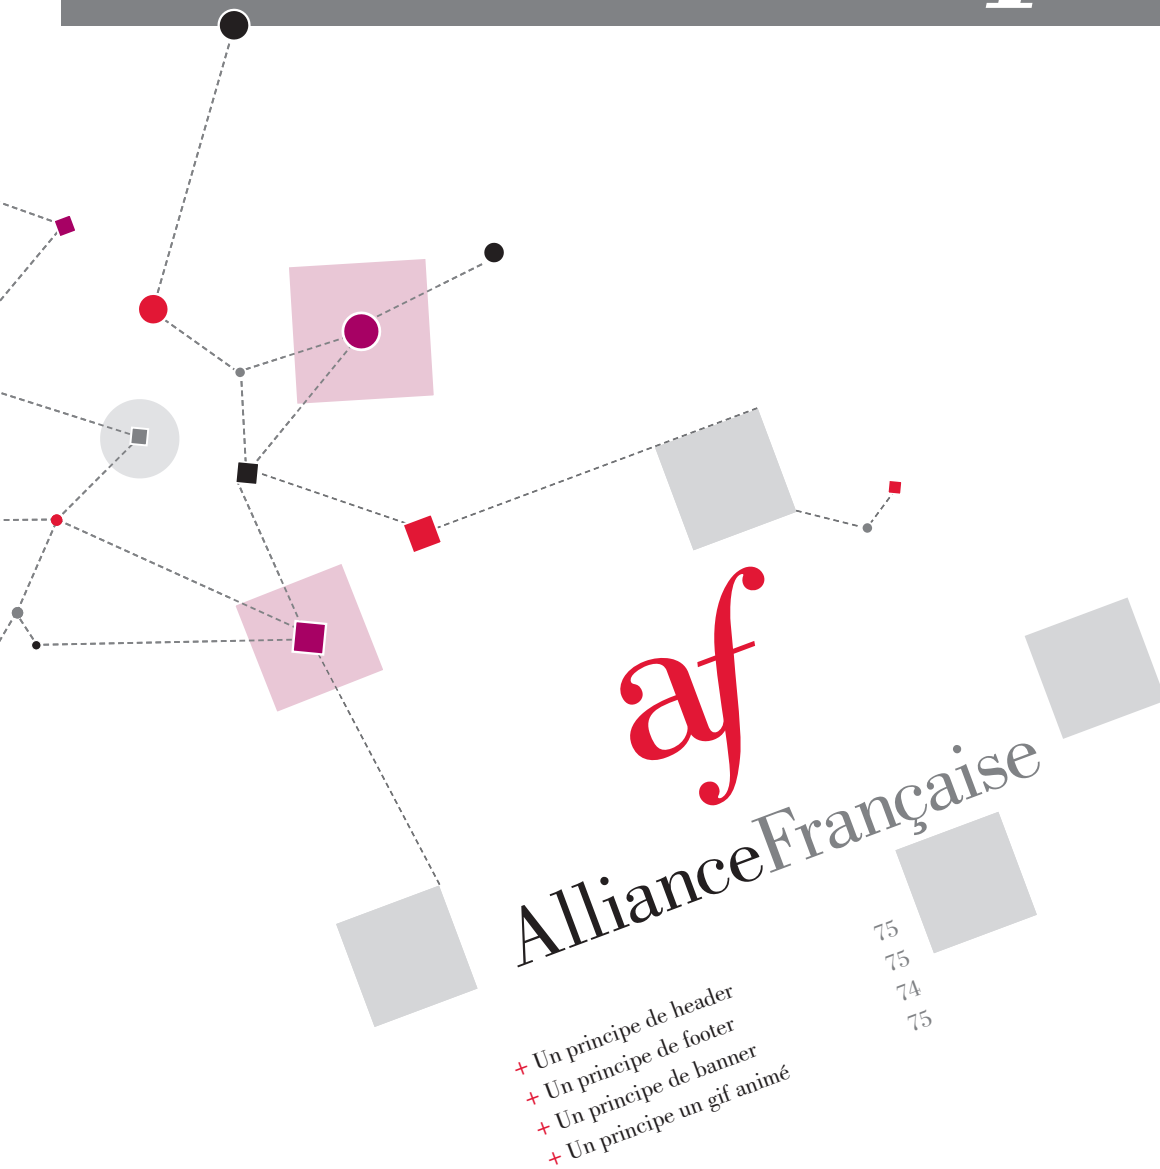 af
AllianceFrançaise
+ Un principe de header 75
+ Un principe de footer 75
+ Un principe de banner 74
+ Un principe un gif animé 75